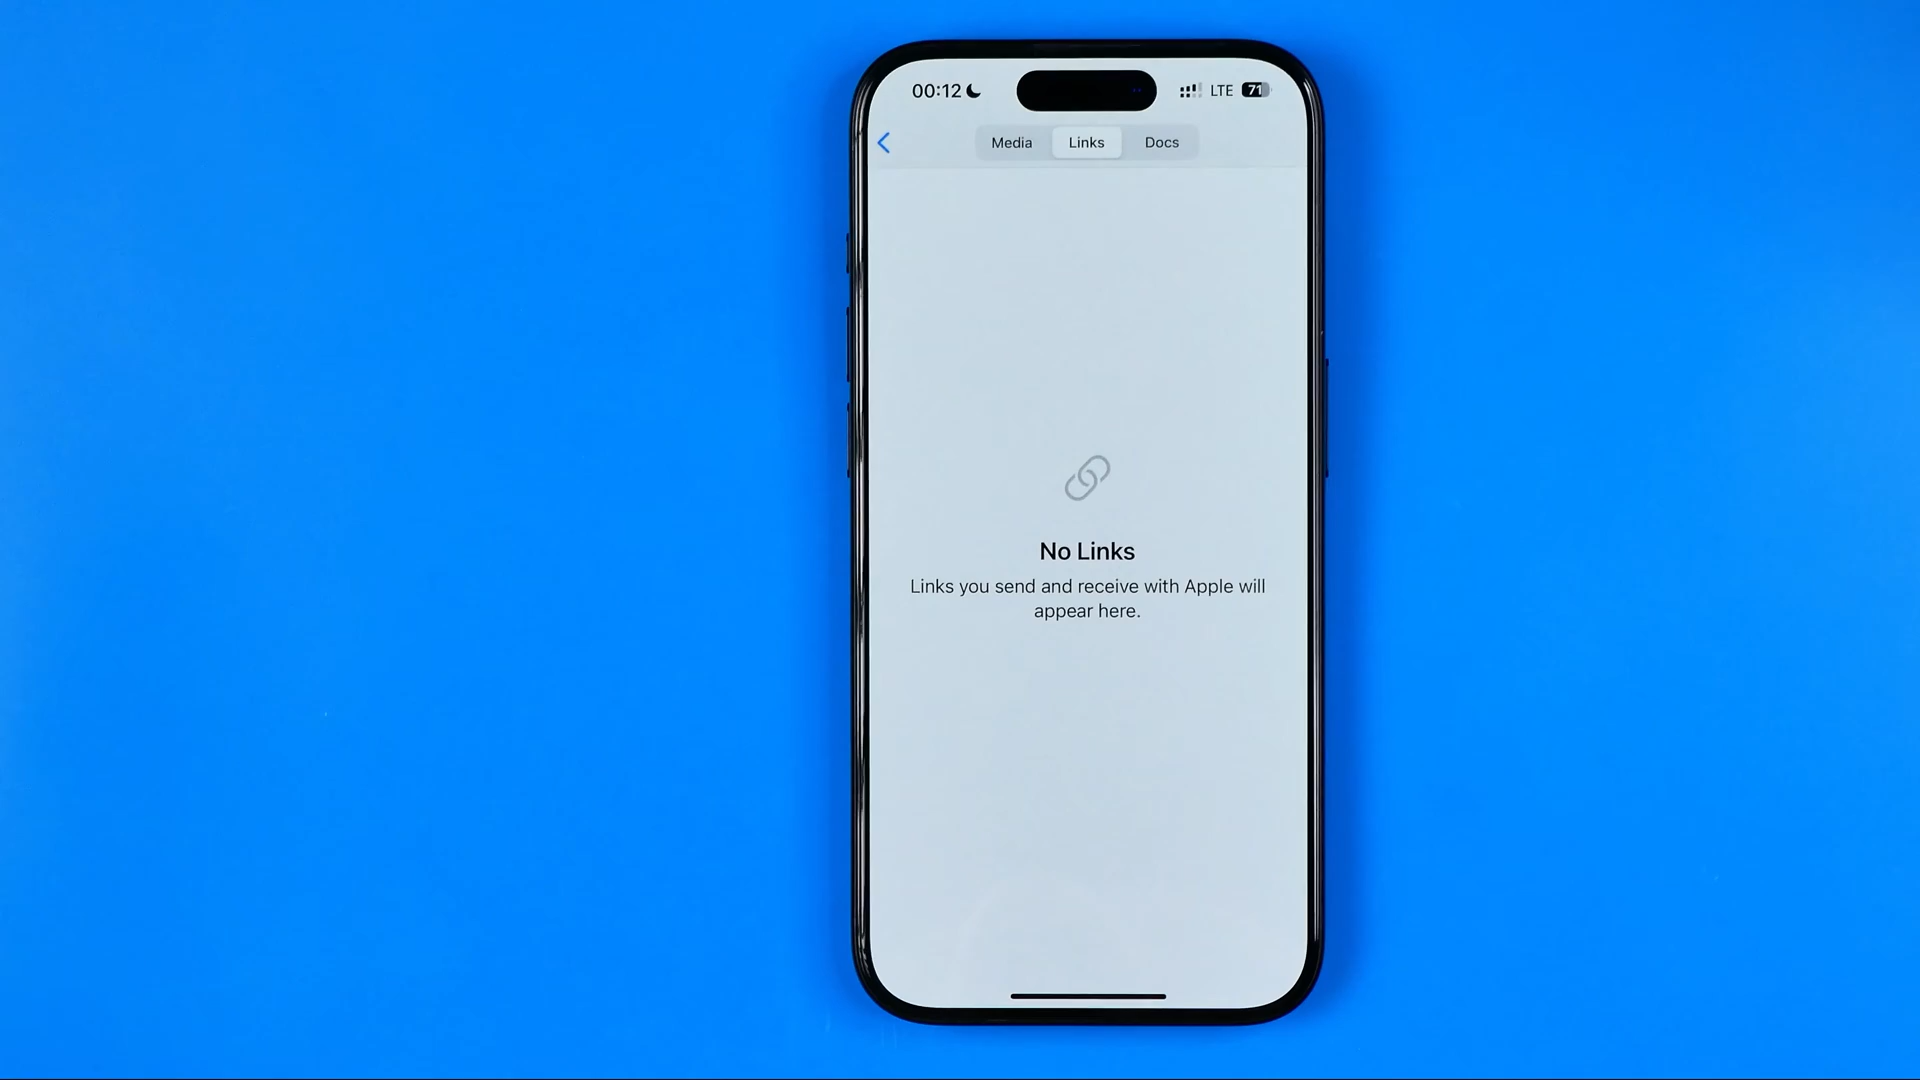 00:12 LTE 71
Media Links Docs
No Links
Links you send and receive with Apple will
appear here.